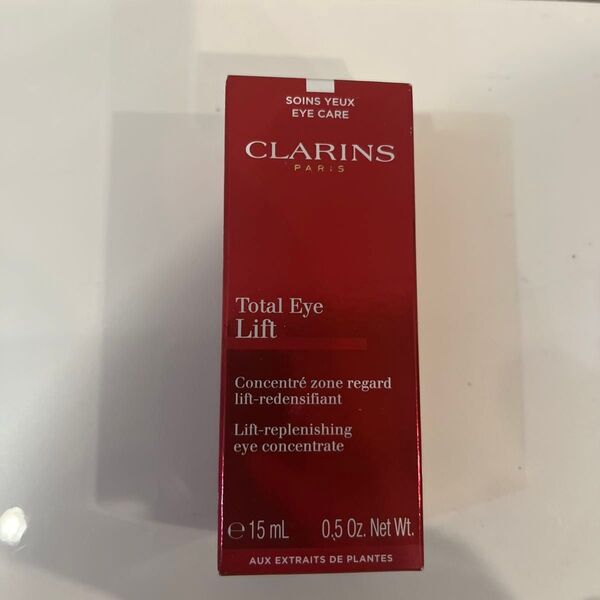 SOINS YEUX
EYE CARE
CLARINS
PARIS
Total Eye
Lift
Concentré zone regard
lift-redensifiant
Lift-replenishing
eye concentrate
℮ 15 mL 0,5 Oz. Net Wt.
AUX EXTRAITS DE PLANTES